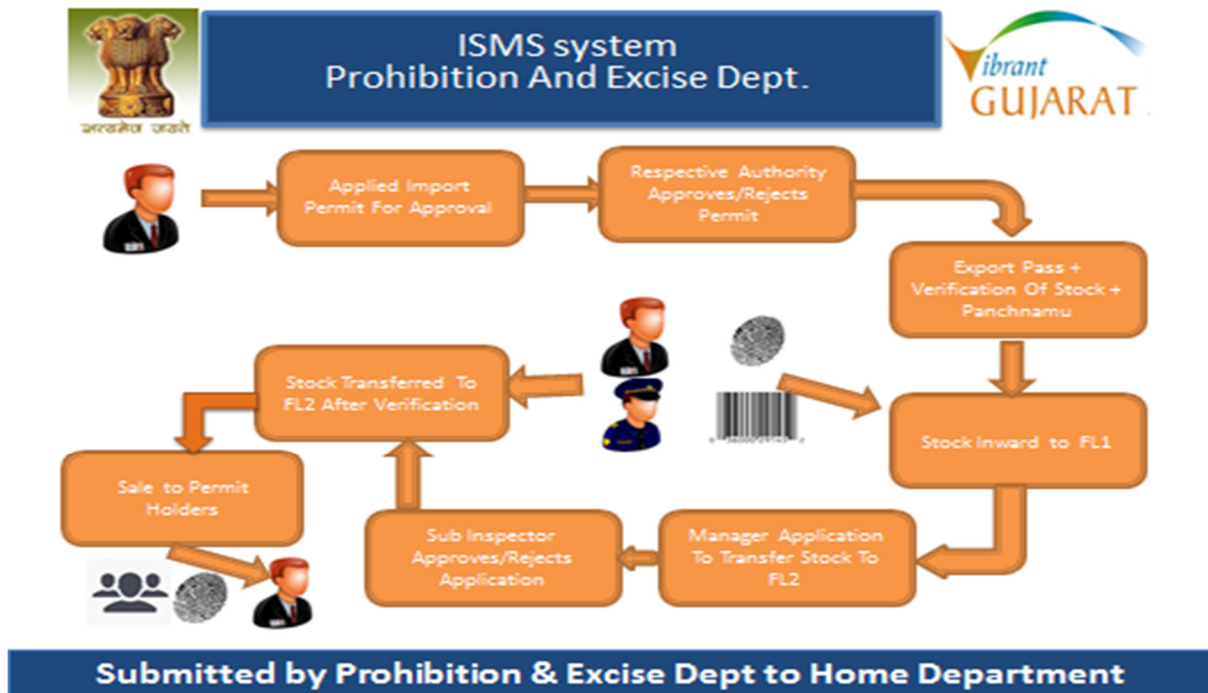 ISMS system
Prohibition And Excise Dept.
सत्यमेव जयते
Vibrant
GUJARAT
Applied Import
Permit For Approval
Respective Authority
Approves/Rejects
Permit
Export Pass +
Verification Of Stock +
Panchnamu
Stock Transferred To
FL2 After Verification
Stock Inward to FL1
Sale to Permit
Holders
Sub Inspector
Approves/Rejects
Application
Manager Application
To Transfer Stock To
FL2
Submitted by Prohibition & Excise Dept to Home Department